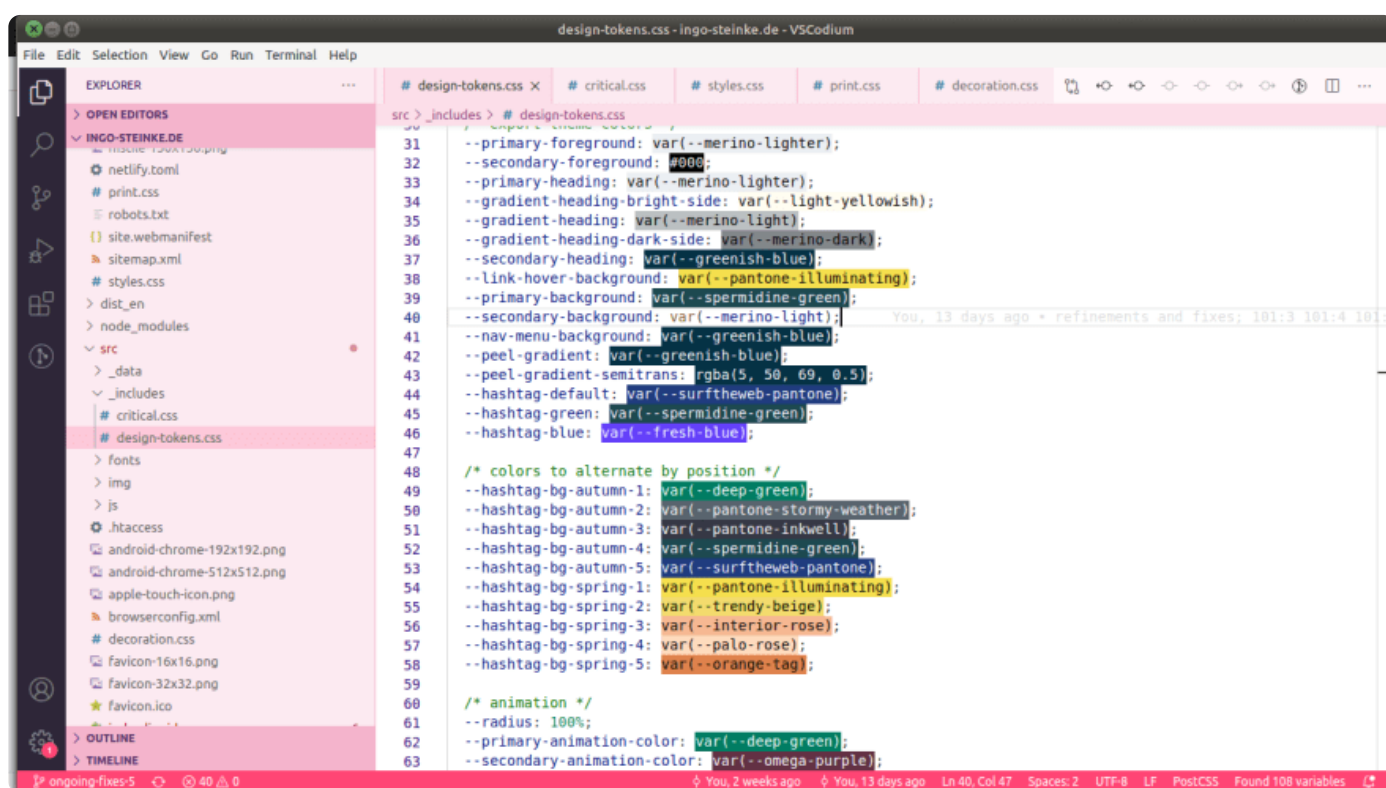 design-tokens.css - ingo-steinke.de - VSCodium
File Edit Selection View Go Run Terminal Help
EXPLORER ···
OPEN EDITORS
INGO-STEINKE.DE
netlify.toml
print.css
robots.txt
site.webmanifest
sitemap.xml
styles.css
dist_en
node_modules
src
_data
_includes
critical.css
design-tokens.css
fonts
img
js
.htaccess
android-chrome-192x192.png
android-chrome-512x512.png
apple-touch-icon.png
browserconfig.xml
decoration.css
favicon-16x16.png
favicon-32x32.png
favicon.ico
OUTLINE
TIMELINE
# design-tokens.css # critical.css # styles.css # print.css # decoration.css
src > _includes > # design-tokens.css
30 /* export theme colors */
31 --primary-foreground: var(--merino-lighter);
32 --secondary-foreground: #000;
33 --primary-heading: var(--merino-lighter);
34 --gradient-heading-bright-side: var(--light-yellowish);
35 --gradient-heading: var(--merino-light);
36 --gradient-heading-dark-side: var(--merino-dark);
37 --secondary-heading: var(--greenish-blue);
38 --link-hover-background: var(--pantone-illuminating);
39 --primary-background: var(--spermidine-green);
40 --secondary-background: var(--merino-light); You, 13 days ago • refinements and fixes; 101:3 101:4 101:
41 --nav-menu-background: var(--greenish-blue);
42 --peel-gradient: var(--greenish-blue);
43 --peel-gradient-semitrans: rgba(5, 50, 69, 0.5);
44 --hashtag-default: var(--surftheweb-pantone);
45 --hashtag-green: var(--spermidine-green);
46 --hashtag-blue: var(--fresh-blue);
47
48 /* colors to alternate by position */
49 --hashtag-bg-autumn-1: var(--deep-green);
50 --hashtag-bg-autumn-2: var(--pantone-stormy-weather);
51 --hashtag-bg-autumn-3: var(--pantone-inkwell);
52 --hashtag-bg-autumn-4: var(--spermidine-green);
53 --hashtag-bg-autumn-5: var(--surftheweb-pantone);
54 --hashtag-bg-spring-1: var(--pantone-illuminating);
55 --hashtag-bg-spring-2: var(--trendy-beige);
56 --hashtag-bg-spring-3: var(--interior-rose);
57 --hashtag-bg-spring-4: var(--palo-rose);
58 --hashtag-bg-spring-5: var(--orange-tag);
59
60 /* animation */
61 --radius: 100%;
62 --primary-animation-color: var(--deep-green);
63 --secondary-animation-color: var(--omega-purple);
1
ongoing-fixes-5 40 0 You, 2 weeks ago You, 13 days ago Ln 40, Col 47 Spaces: 2 UTF-8 LF PostCSS Found 108 variables